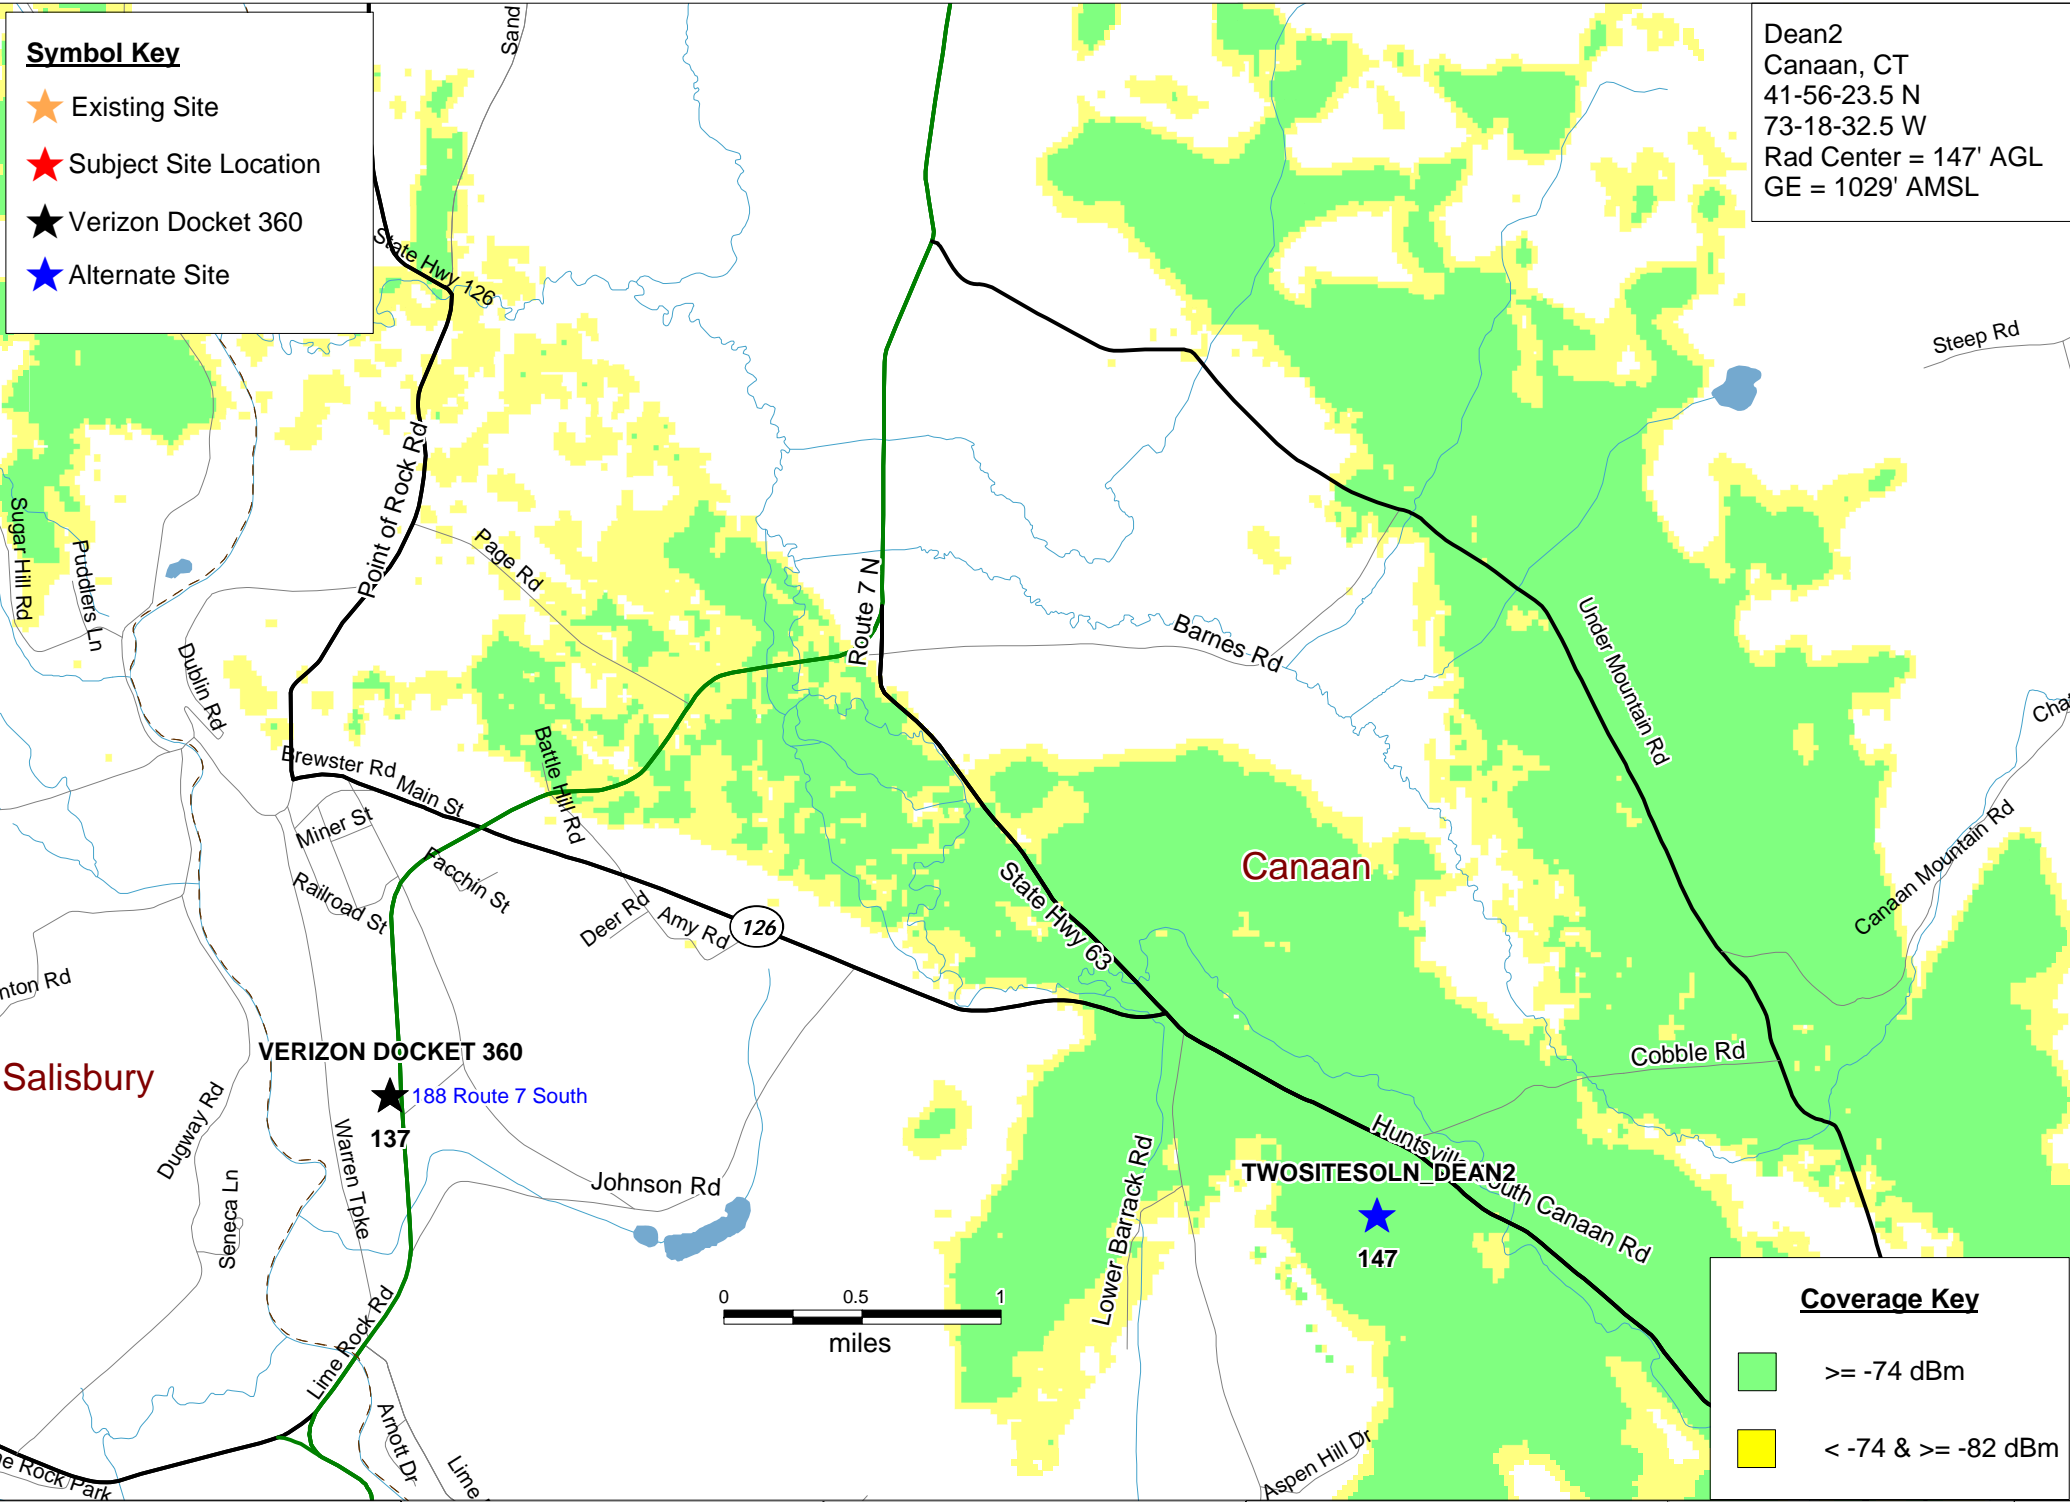 Symbol Key
Existing Site
Subject Site Location
Verizon Docket 360
Alternate Site
Dean2
Canaan, CT
41-56-23.5 N
73-18-32.5 W
Rad Center = 147' AGL
GE = 1029' AMSL
Sand
State Hwy 126
Steep Rd
Point of Rock Rd
Sugar Hill Rd
Puddlers Ln
Page Rd
Route 7 N
Barnes Rd
Under Mountain Rd
Dublin Rd
Brewster Rd
Main St
Battle Hill Rd
Miner St
Facchin St
Railroad St
Deer Rd
Amy Rd
126
State Hwy 63
Canaan
Canaan Mountain Rd
Cha
nton Rd
Cobble Rd
Salisbury
VERIZON DOCKET 360
188 Route 7 South
137
Dugway Rd
Seneca Ln
Warren Tpke
Johnson Rd
Lower Barrack Rd
Huntsville South Canaan Rd
TWOSITESOLN_DEAN2
147
0 0.5 1
miles
Lime Rock Rd
Arnott Dr
Lime
ne Rock Park
Aspen Hill Dr
Coverage Key
>= -74 dBm
< -74 & >= -82 dBm